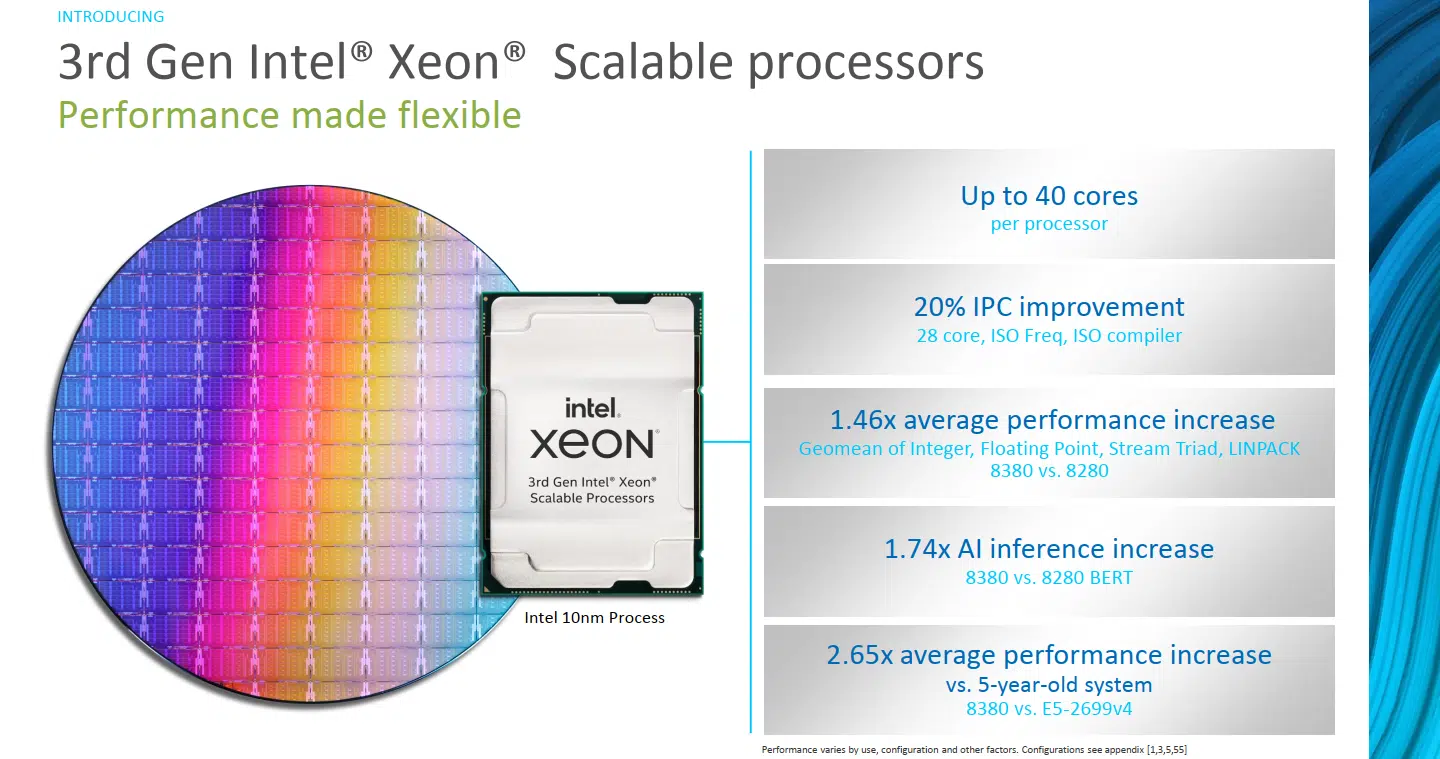 INTRODUCING
3rd Gen Intel® Xeon® Scalable processors
Performance made flexible
intel.
xeon®
3rd Gen Intel® Xeon®
Scalable Processors
Intel 10nm Process
Up to 40 cores
per processor
20% IPC improvement
28 core, ISO Freq, ISO compiler
1.46x average performance increase
Geomean of Integer, Floating Point, Stream Triad, LINPACK
8380 vs. 8280
1.74x AI inference increase
8380 vs. 8280 BERT
2.65x average performance increase
vs. 5-year-old system
8380 vs. E5-2699v4
Performance varies by use, configuration and other factors. Configurations see appendix [1,3,5,55]